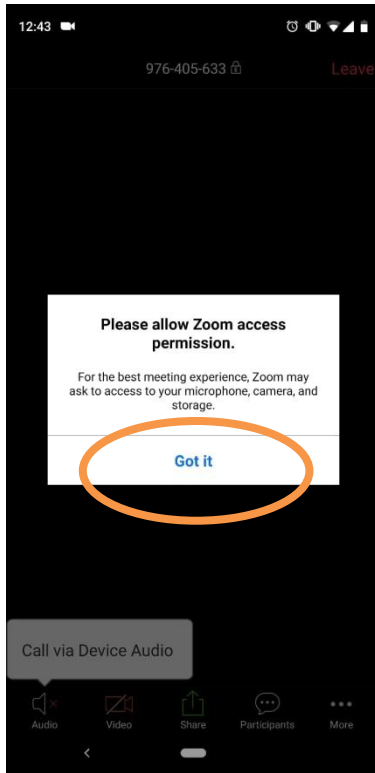 12:43
976-405-633
Leave
Please allow Zoom access
permission.
For the best meeting experience, Zoom may
ask to access to your microphone, camera, and
storage.
Got it
Call via Device Audio
Audio
Video
Share
Participants
More